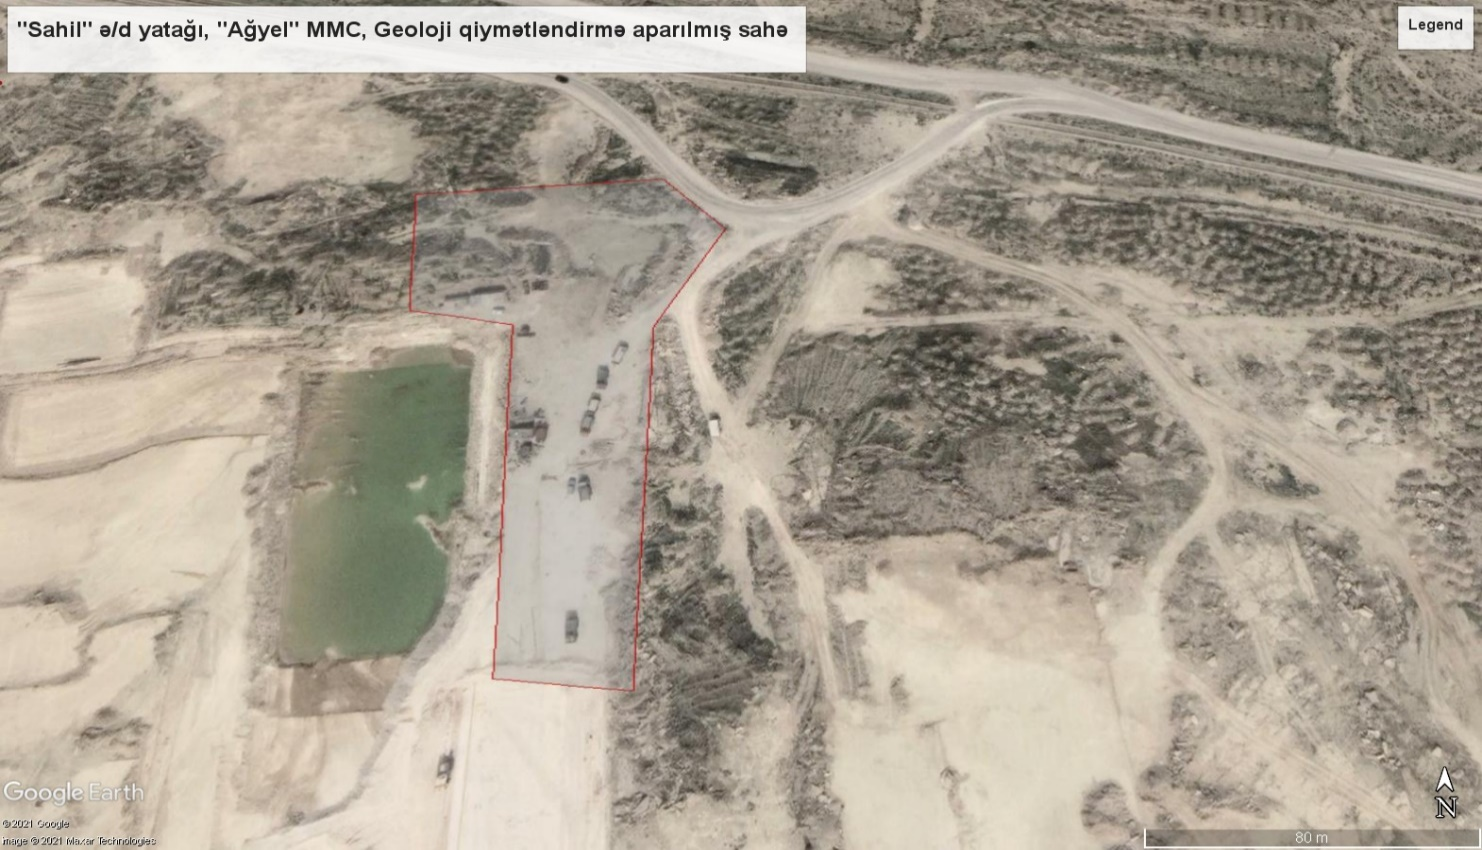 "Sahil" ə/d yatağı, "Ağyel" MMC, Geoloji qiymətləndirmə aparılmış sahə
Legend
Google Earth
©2021 Google
Image © 2021 Maxar Technologies
N
80 m